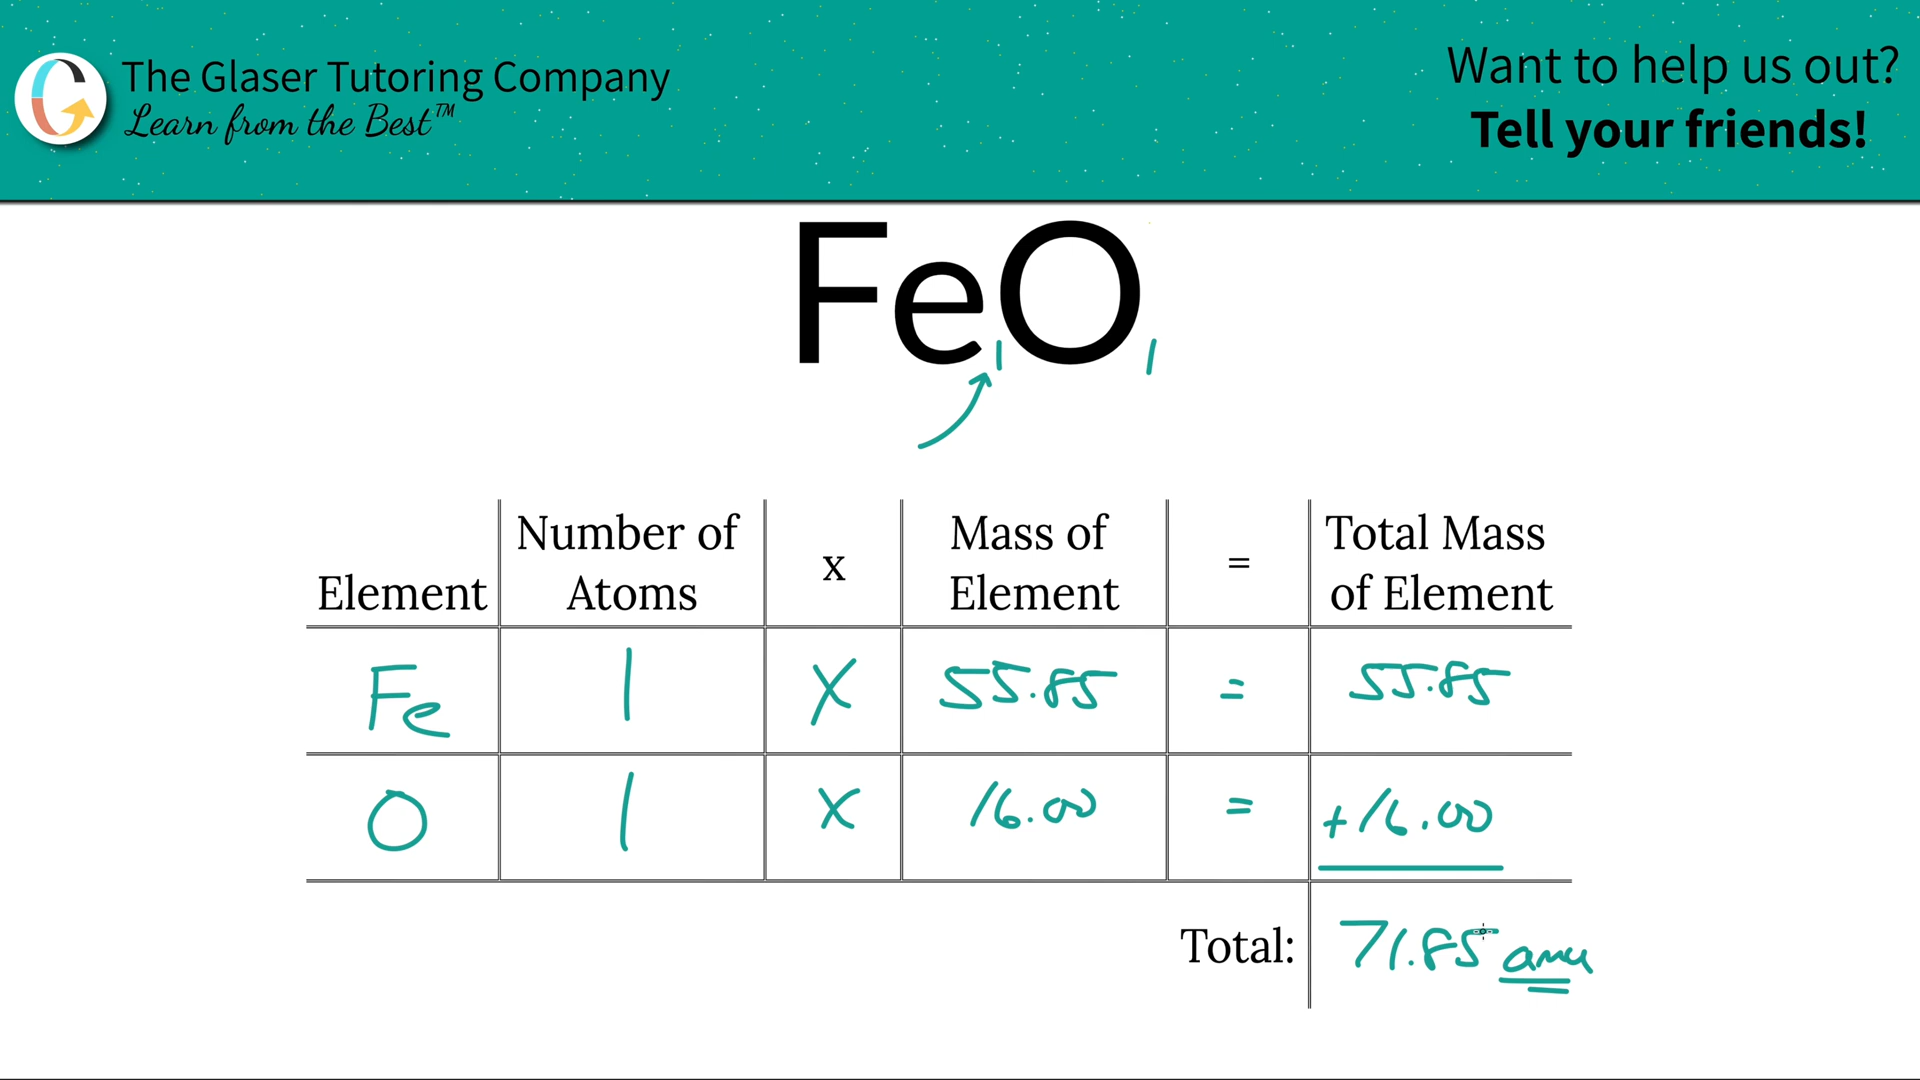 The Glaser Tutoring Company
Learn from the Best™
Want to help us out?
Tell your friends!
FeO
1 1
Element Number of Atoms x Mass of Element = Total Mass of Element
Fe 1 x 55.85 = 55.85
O 1 x 16.00 = +16.00
Total: 71.85 amu